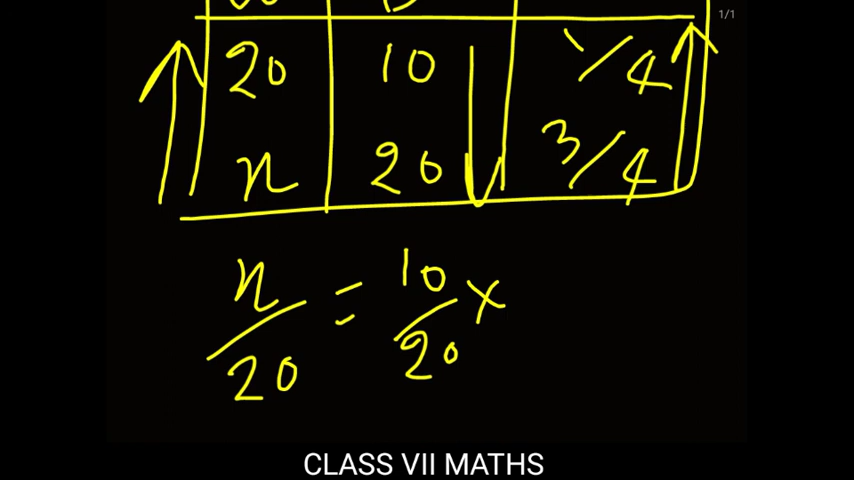 1/1
20 10 1/4
x 20 3/4
x/20 = 10/20 ×
CLASS VII MATHS